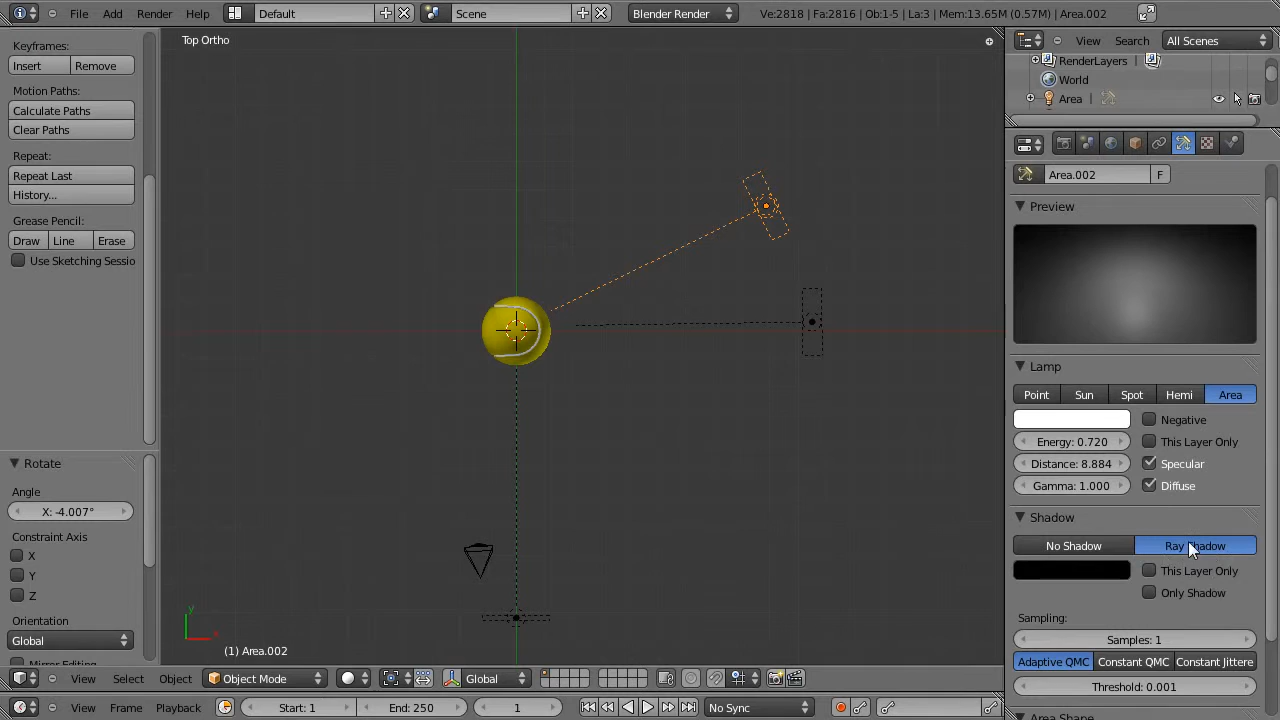 File Add Render Help Default Scene Blender Render Ve:2818 | Fa:2816 | Ob:1-5 | La:3 | Mem:13.65M (0.57M) | Area.002
Keyframes:
Insert Remove
Motion Paths:
Calculate Paths
Clear Paths
Repeat:
Repeat Last
History...
Grease Pencil:
Draw Line Erase
Use Sketching Sessio
Rotate
Angle
X: -4.007°
Constraint Axis
X
Y
Z
Orientation
Global
Mirror Editing
Top Ortho
y
x
(1) Area.002
View Select Object Object Mode Global
View Frame Playback Start: 1 End: 250 1 No Sync
View Search All Scenes
RenderLayers |
World
Area |
Area.002 F
Preview
Lamp
Point Sun Spot Hemi Area
Negative
Energy: 0.720 This Layer Only
Distance: 8.884 Specular
Gamma: 1.000 Diffuse
Shadow
No Shadow Ray Shadow
This Layer Only
Only Shadow
Sampling:
Samples: 1
Adaptive QMC Constant QMC Constant Jittere
Threshold: 0.001
Area Shape